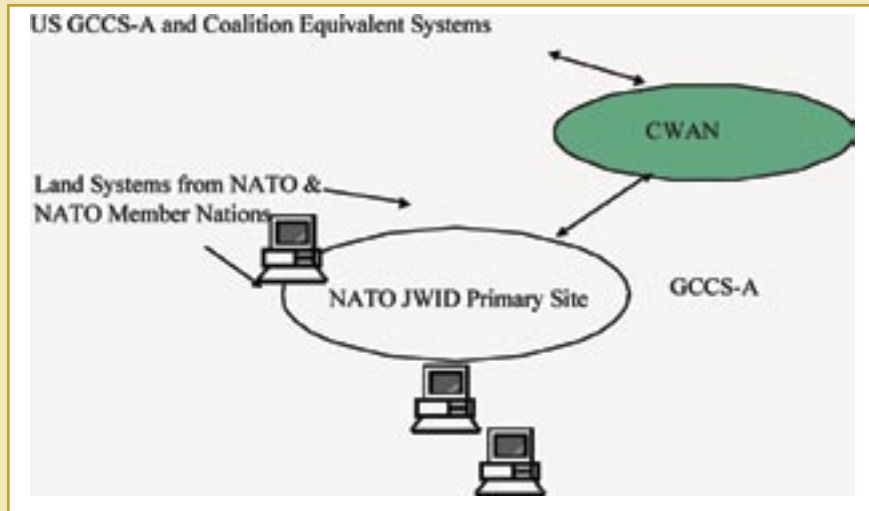 US GCCS-A and Coalition Equivalent Systems
CWAN
Land Systems from NATO &
NATO Member Nations
NATO JWID Primary Site
GCCS-A